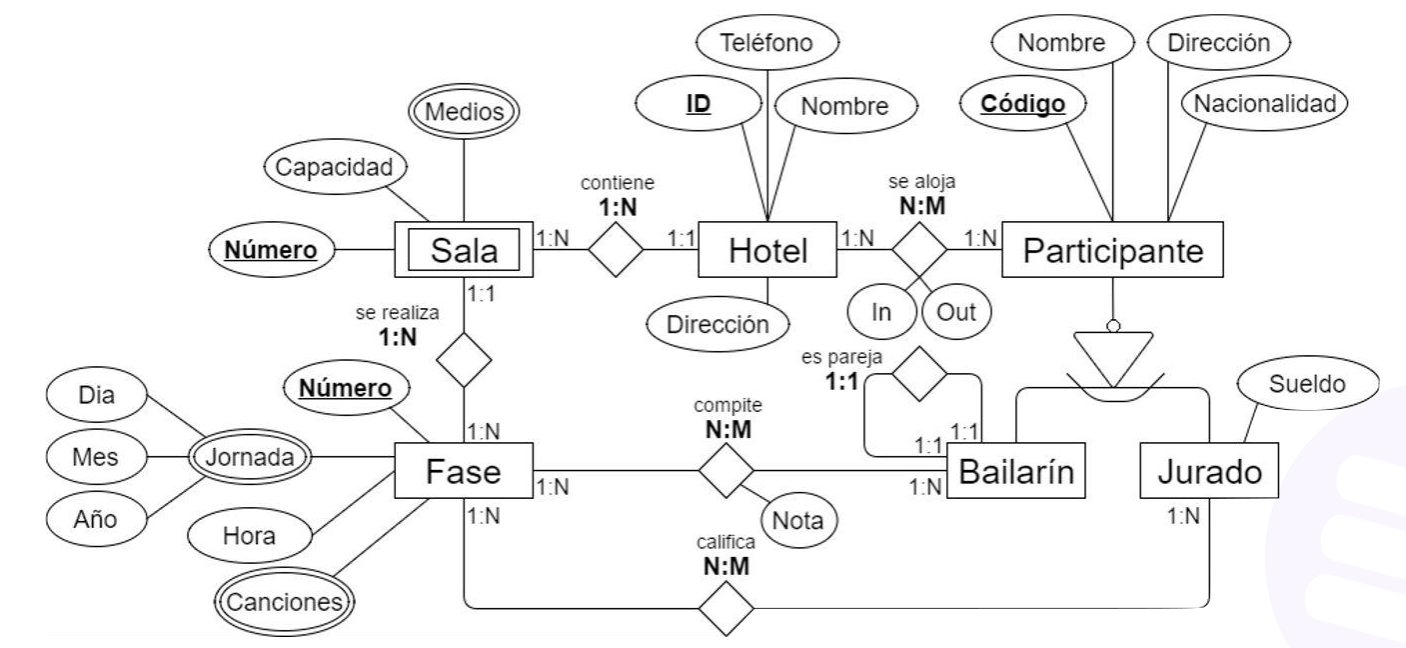 Teléfono
Nombre
Dirección
ID
Nombre
Código
Nacionalidad
Medios
Capacidad
contiene
1:N
se aloja
N:M
Número
Sala
1:N
1:1
Hotel
1:N
1:N
Participante
1:1
se realiza
1:N
Dirección
In
Out
es pareja
1:1
Número
Dia
Sueldo
compite
N:M
1:N
1:1
1:1
Mes
Jornada
Fase
Bailarín
Jurado
1:N
1:N
Año
Nota
1:N
1:N
Hora
califica
N:M
Canciones